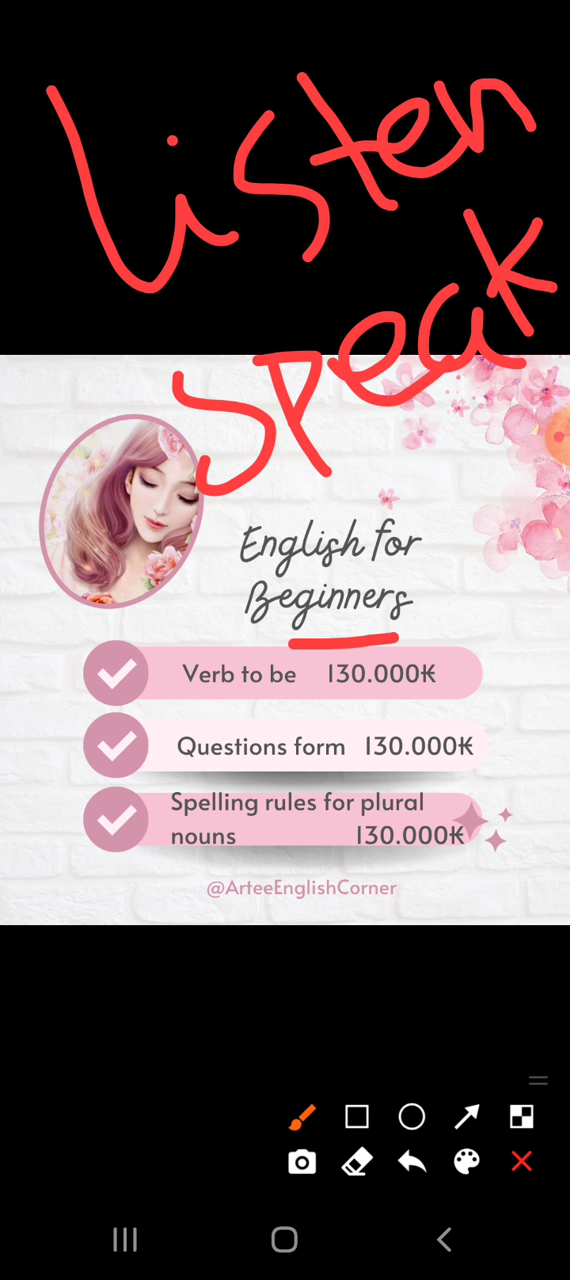 Listen
Speak
English for
Beginners
Verb to be 130.000₭
Questions form 130.000₭
Spelling rules for plural
nouns 130.000₭
@ArteeEnglishCorner